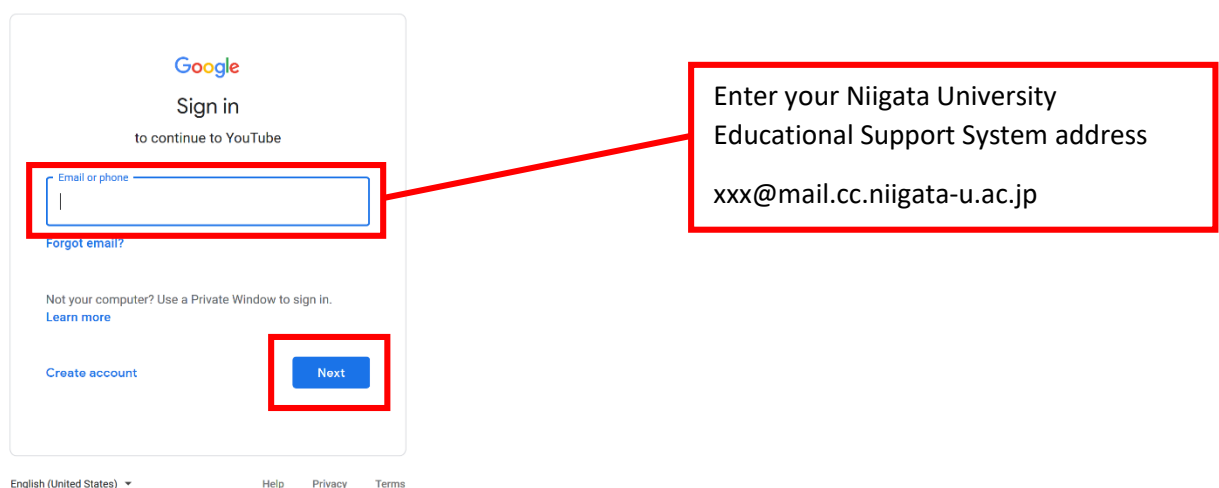 Google
Sign in
to continue to YouTube
Email or phone
Forgot email?
Not your computer? Use a Private Window to sign in.
Learn more
Create account
Next
English (United States)
Help Privacy Terms
Enter your Niigata University
Educational Support System address
xxx@mail.cc.niigata-u.ac.jp